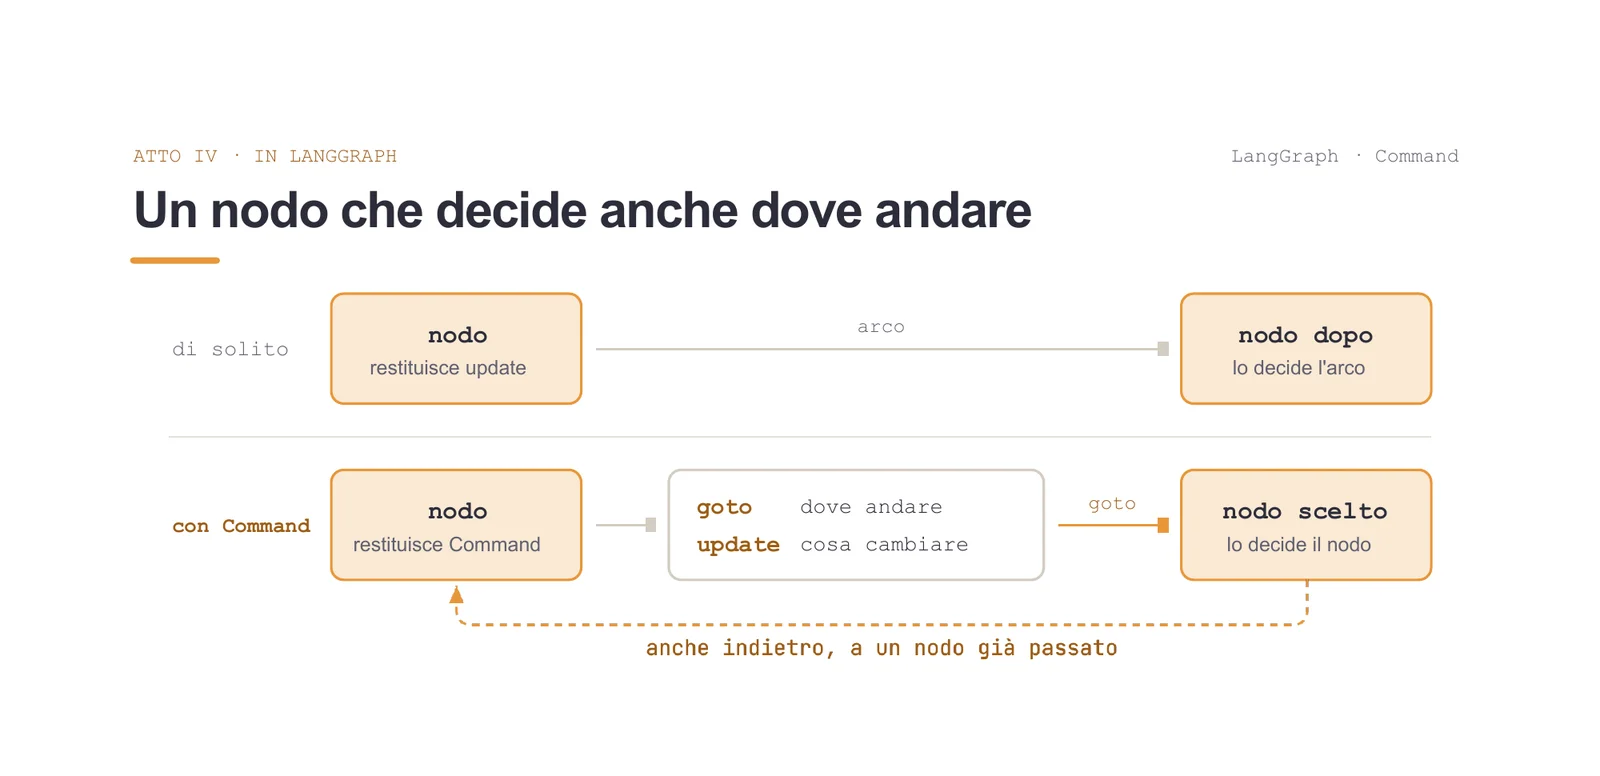 ATTO IV · IN LANGGRAPH
LangGraph · Command
Un nodo che decide anche dove andare
di solito
nodo
restituisce update
arco
nodo dopo
lo decide l'arco
con Command
nodo
restituisce Command
goto dove andare
update cosa cambiare
goto
nodo scelto
lo decide il nodo
anche indietro, a un nodo già passato